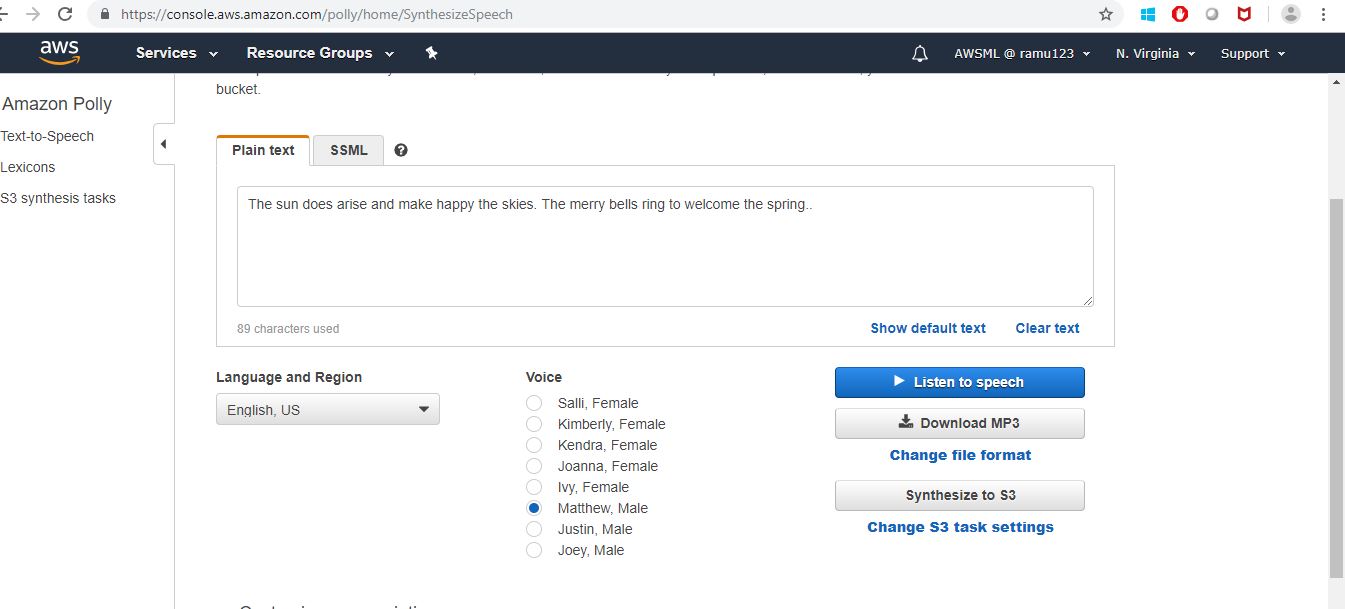 https://console.aws.amazon.com/polly/home/SynthesizeSpeech
aws Services Resource Groups AWSML @ ramu123 N. Virginia Support
bucket.
Amazon Polly
Text-to-Speech
Lexicons
S3 synthesis tasks
Plain text SSML ?
The sun does arise and make happy the skies. The merry bells ring to welcome the spring..
89 characters used Show default text Clear text
Language and Region
English, US
Voice
Salli, Female
Kimberly, Female
Kendra, Female
Joanna, Female
Ivy, Female
Matthew, Male
Justin, Male
Joey, Male
Listen to speech
Download MP3
Change file format
Synthesize to S3
Change S3 task settings